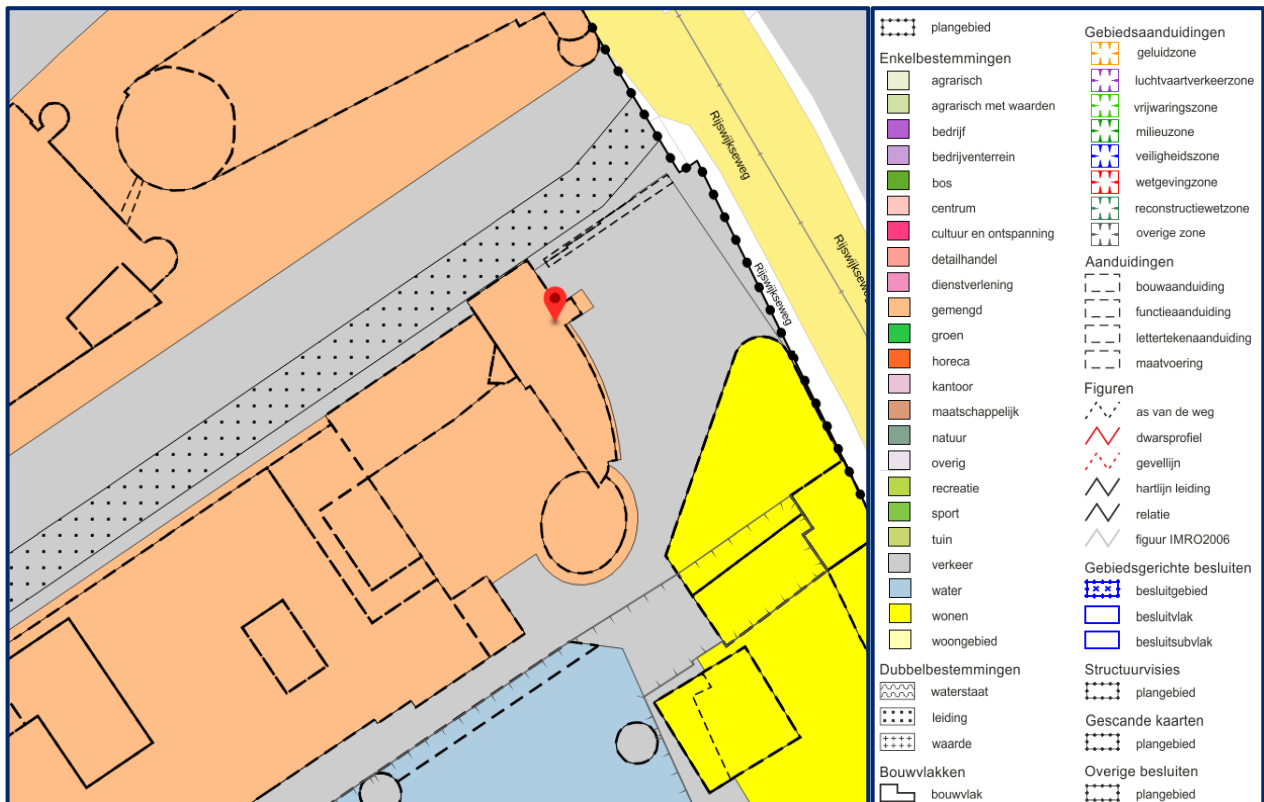 Rijswijkseweg
Rijswijkseweg
Rijswijkseweg
plangebied
Enkelbestemmingen
agrarisch
agrarisch met waarden
bedrijf
bedrijventerrein
bos
centrum
cultuur en ontspanning
detailhandel
dienstverlening
gemengd
groen
horeca
kantoor
maatschappelijk
natuur
overig
recreatie
sport
tuin
verkeer
water
wonen
woongebied
Dubbelbestemmingen
waterstaat
leiding
waarde
Bouwvlakken
bouwvlak
Gebiedsaanduidingen
geluidzone
luchtvaartverkeerzone
vrijwaringszone
milieuzone
veiligheidszone
wetgevingzone
reconstructiewetzone
overige zone
Aanduidingen
bouwaanduiding
functieaanduiding
lettertekenaanduiding
maatvoering
Figuren
as van de weg
dwarsprofiel
gevellijn
hartlijn leiding
relatie
figuur IMRO2006
Gebiedsgerichte besluiten
besluitgebied
besluitvlak
besluitsubvlak
Structuurvisies
plangebied
Gescande kaarten
plangebied
Overige besluiten
plangebied